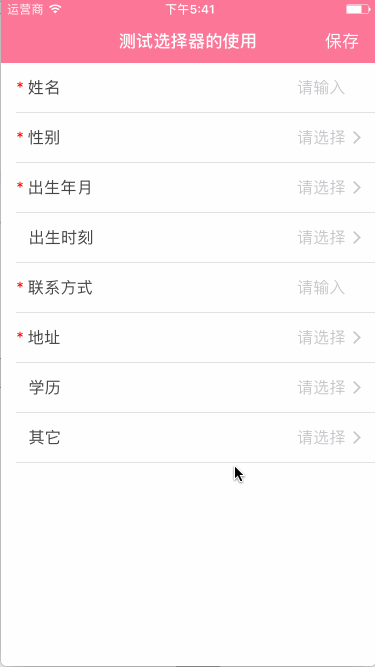 运营商 下午5:41
测试选择器的使用 保存
* 姓名 请输入
* 性别 请选择
* 出生年月 请选择
出生时刻 请选择
* 联系方式 请输入
* 地址 请选择
学历 请选择
其它 请选择